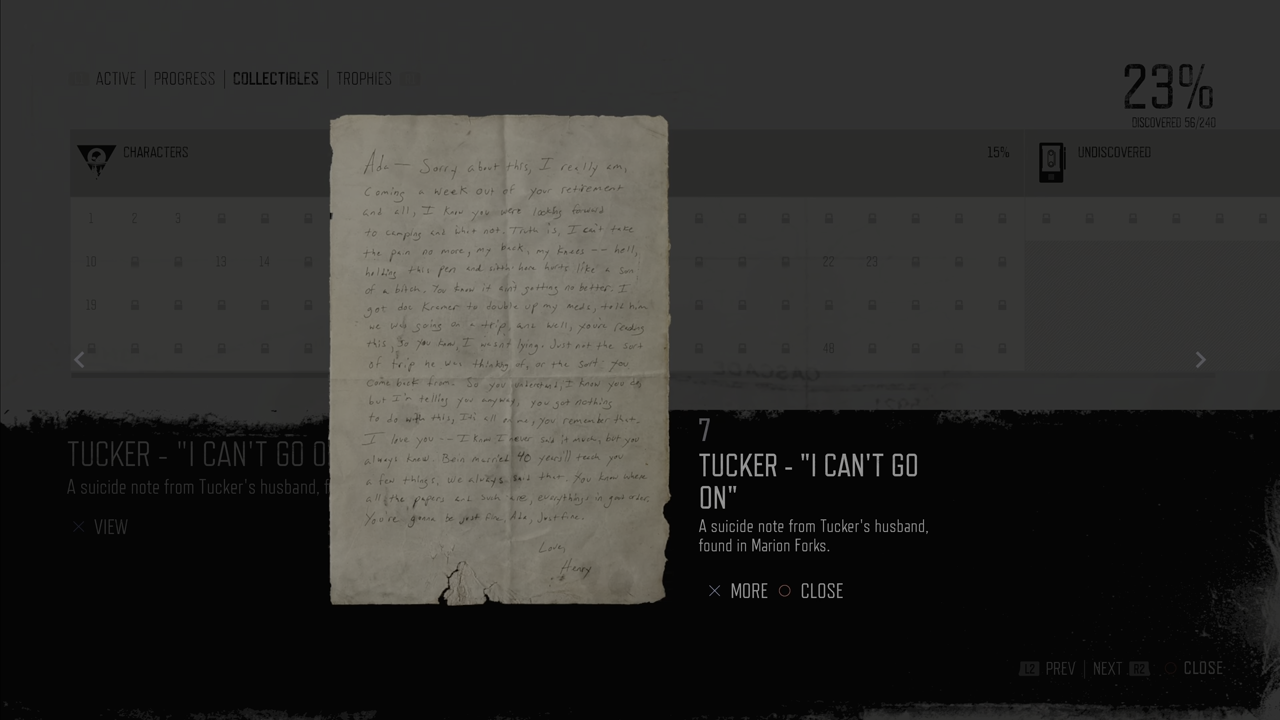 ACTIVE | PROGRESS | COLLECTIBLES | TROPHIES
23%
DISCOVERED 56/240
CHARACTERS
15%
UNDISCOVERED
1 2 3
10 13 14 22 23
19
48
Ada — Sorry about this, I really am,
Coming a week out of your retirement
and all, I know you were looking forward
to camping and what not. Truth is, I can't take
the pain no more, my back, my knees -- hell,
holding this pen and such here hurts like a son
of a bitch. You know it ain't getting no better. I
got doc Kramer to double up my meds, told him
we was going on a trip, and well, youre reading
this, so you know, I wasn't lying. Just not the sort
of trip he was thinking of, or the sort you
come back from. So you understand, I know you do,
but I'm telling you anyway, you got nothing
to do with this, It's all on me, you remember that.
I love you -- I know I never said it much, but you
always knew. Bein married 40 years'll teach you
a few things, we always said that. You know where
all the papers and such are, everything's in good order.
You're gonna be just fine, Ada, Just fine.
Love,
Henry
TUCKER - "I CAN'T GO O
A suicide note from Tucker's husband, f
VIEW
7
TUCKER - "I CAN'T GO
ON"
A suicide note from Tucker's husband,
found in Marion Forks.
MORE CLOSE
L2 PREV | NEXT R2 CLOSE